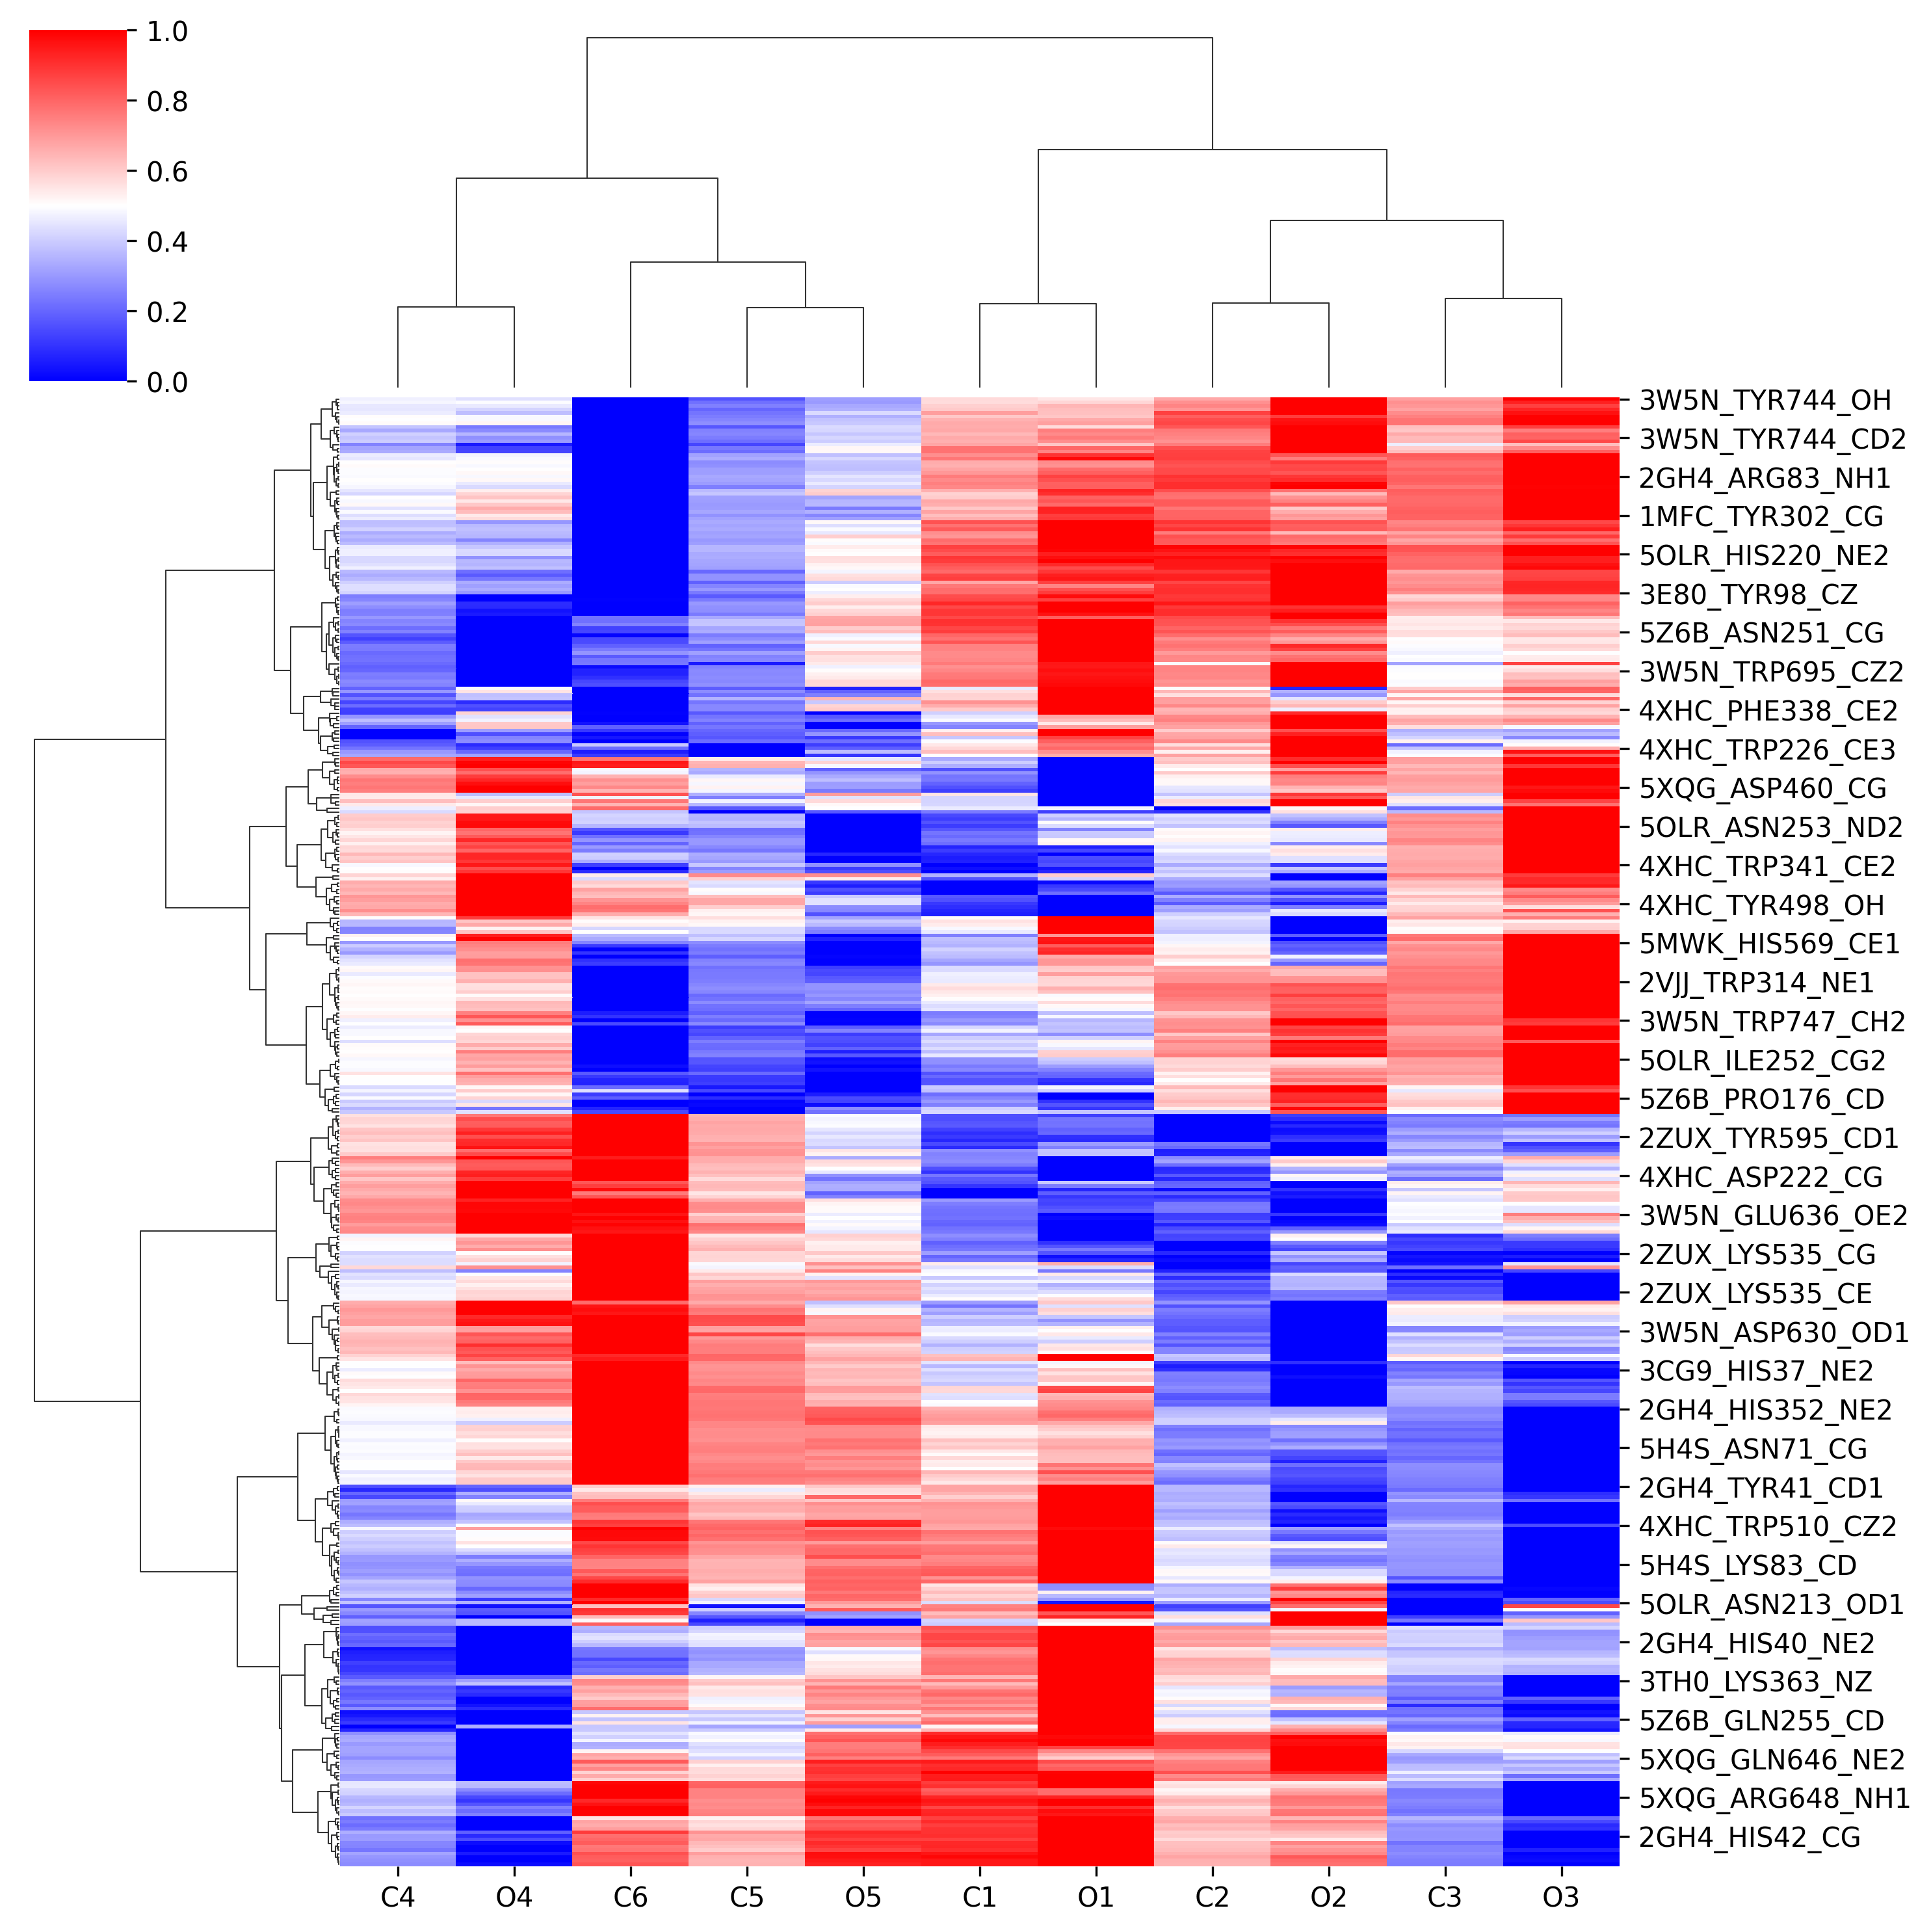 1.0
0.8
0.6
0.4
0.2
0.0
3W5N_TYR744_OH
3W5N_TYR744_CD2
2GH4_ARG83_NH1
1MFC_TYR302_CG
5OLR_HIS220_NE2
3E80_TYR98_CZ
5Z6B_ASN251_CG
3W5N_TRP695_CZ2
4XHC_PHE338_CE2
4XHC_TRP226_CE3
5XQG_ASP460_CG
5OLR_ASN253_ND2
4XHC_TRP341_CE2
4XHC_TYR498_OH
5MWK_HIS569_CE1
2VJJ_TRP314_NE1
3W5N_TRP747_CH2
5OLR_ILE252_CG2
5Z6B_PRO176_CD
2ZUX_TYR595_CD1
4XHC_ASP222_CG
3W5N_GLU636_OE2
2ZUX_LYS535_CG
2ZUX_LYS535_CE
3W5N_ASP630_OD1
3CG9_HIS37_NE2
2GH4_HIS352_NE2
5H4S_ASN71_CG
2GH4_TYR41_CD1
4XHC_TRP510_CZ2
5H4S_LYS83_CD
5OLR_ASN213_OD1
2GH4_HIS40_NE2
3TH0_LYS363_NZ
5Z6B_GLN255_CD
5XQG_GLN646_NE2
5XQG_ARG648_NH1
2GH4_HIS42_CG
C4 O4 C6 C5 O5 C1 O1 C2 O2 C3 O3